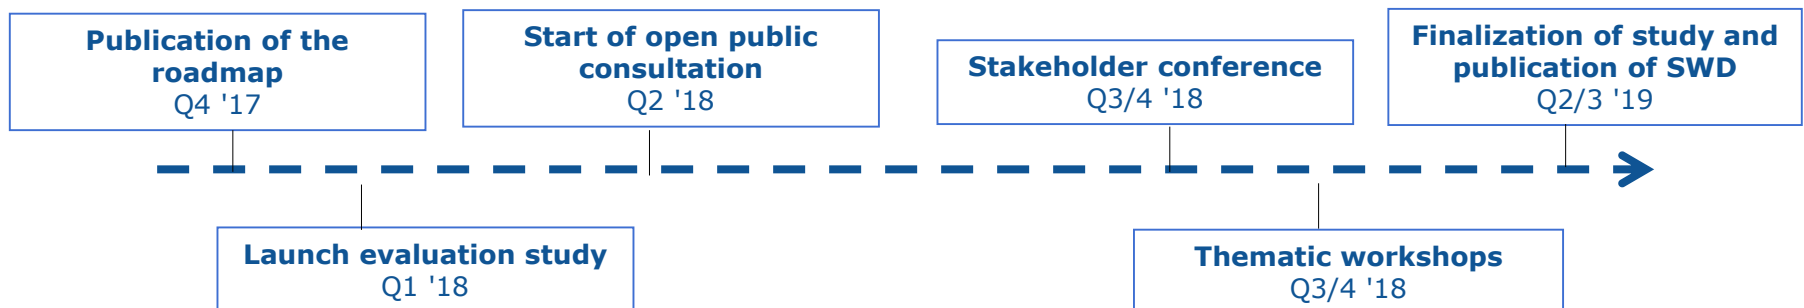 Publication of the
roadmap
Q4 '17
Launch evaluation study
Q1 '18
Start of open public
consultation
Q2 '18
Stakeholder conference
Q3/4 '18
Thematic workshops
Q3/4 '18
Finalization of study and
publication of SWD
Q2/3 '19